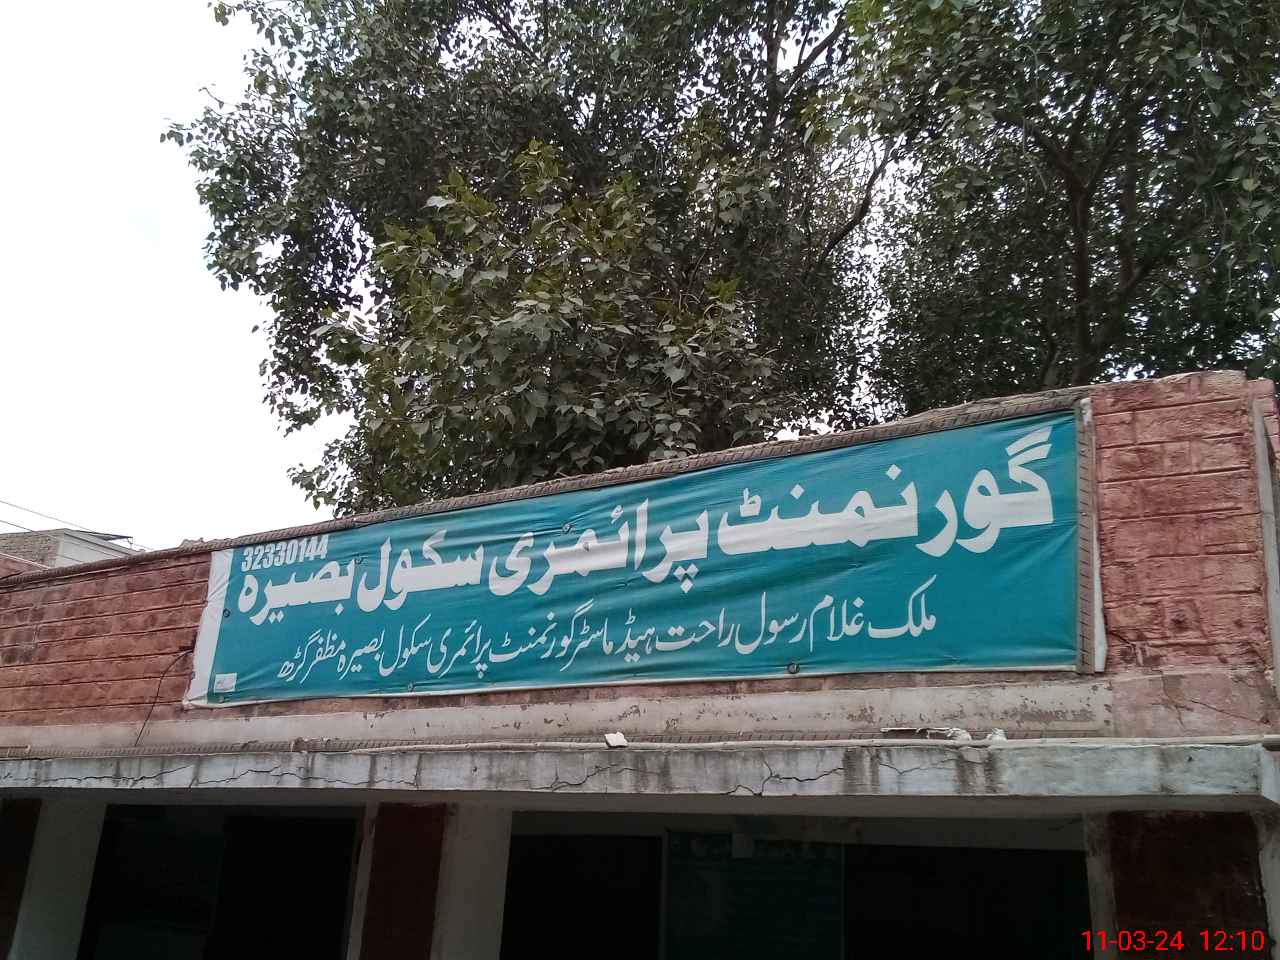 32330144
گورنمنٹ پرائمری سکول بصیرہ
ملک غلام رسول راحت ہیڈ ماسٹر گورنمنٹ پرائمری سکول بصیرہ مظفر گڑھ
11-03-24 12:10